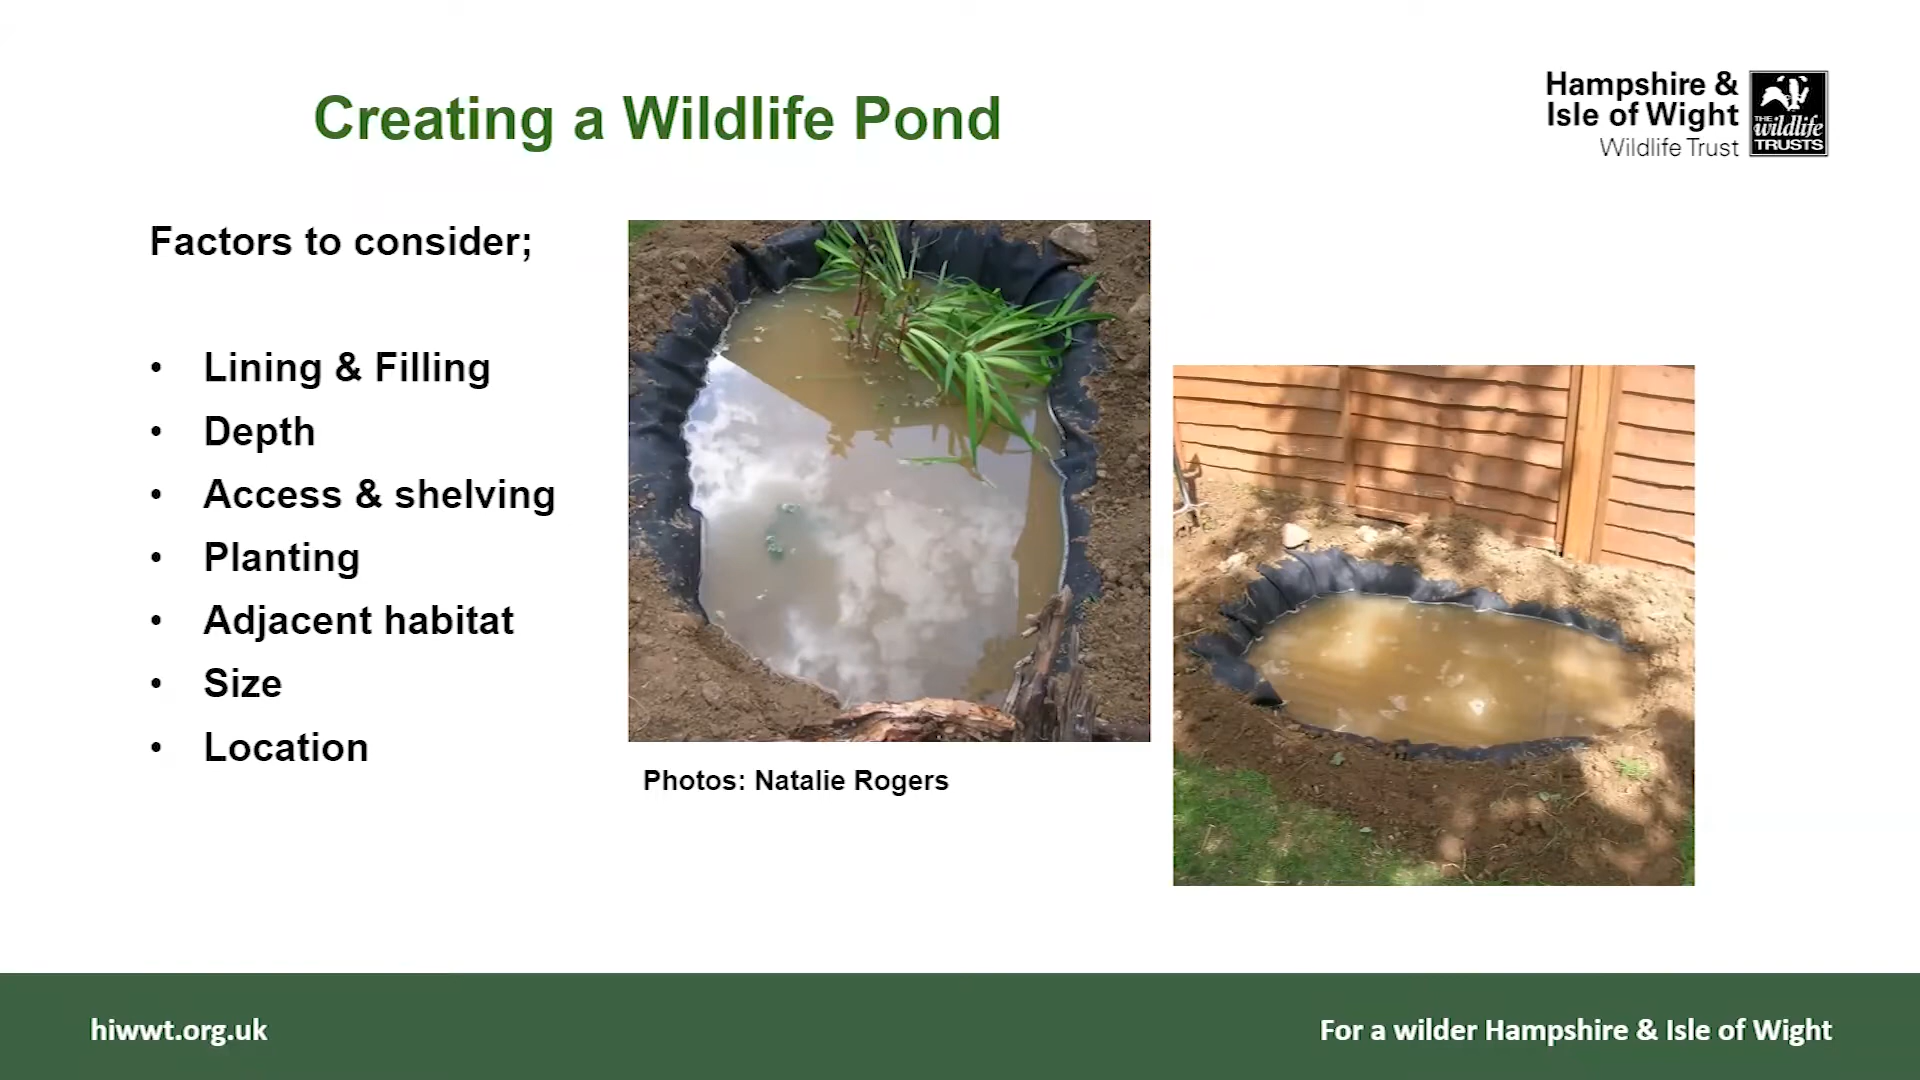 Creating a Wildlife Pond
Hampshire &
Isle of Wight
Wildlife Trust
THE
wildlife
TRUSTS
Factors to consider;
• Lining & Filling
• Depth
• Access & shelving
• Planting
• Adjacent habitat
• Size
• Location
Photos: Natalie Rogers
hiwwt.org.uk
For a wilder Hampshire & Isle of Wight